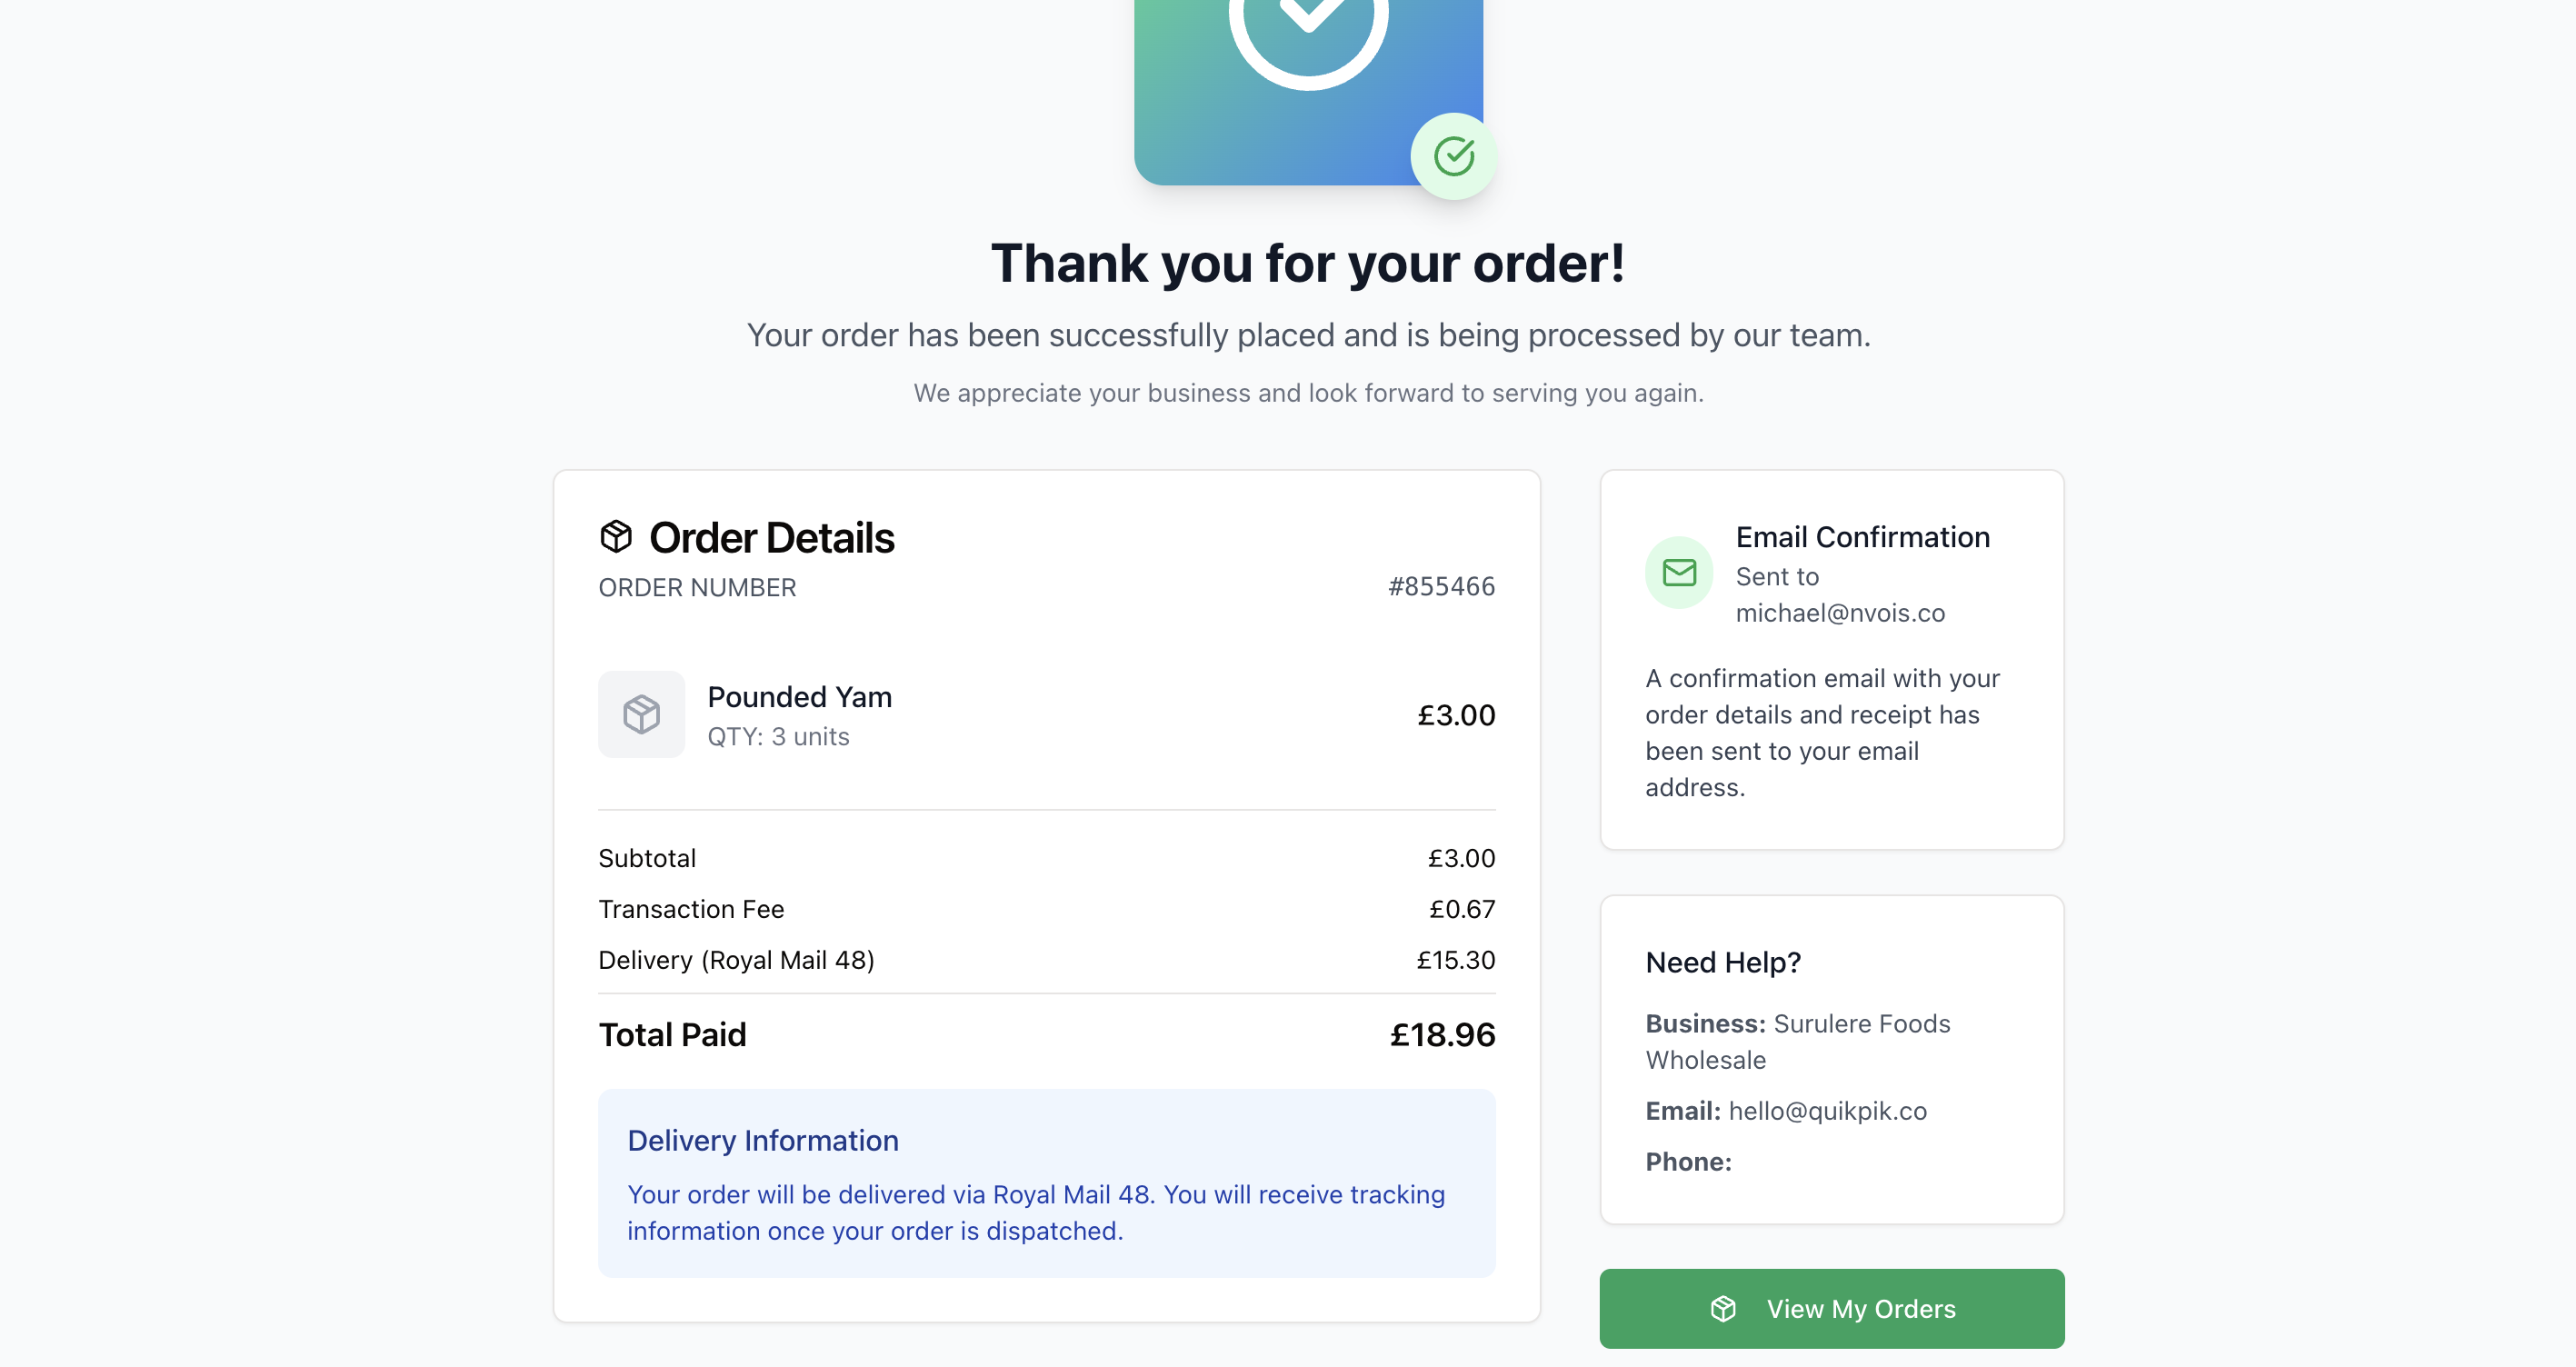 Thank you for your order!
Your order has been successfully placed and is being processed by our team.
We appreciate your business and look forward to serving you again.
Order Details
ORDER NUMBER #855466
Pounded Yam
QTY: 3 units
£3.00
Subtotal £3.00
Transaction Fee £0.67
Delivery (Royal Mail 48) £15.30
Total Paid £18.96
Delivery Information
Your order will be delivered via Royal Mail 48. You will receive tracking
information once your order is dispatched.
Email Confirmation
Sent to
michael@nvois.co
A confirmation email with your
order details and receipt has
been sent to your email
address.
Need Help?
Business: Surulere Foods
Wholesale
Email: hello@quikpik.co
Phone:
View My Orders